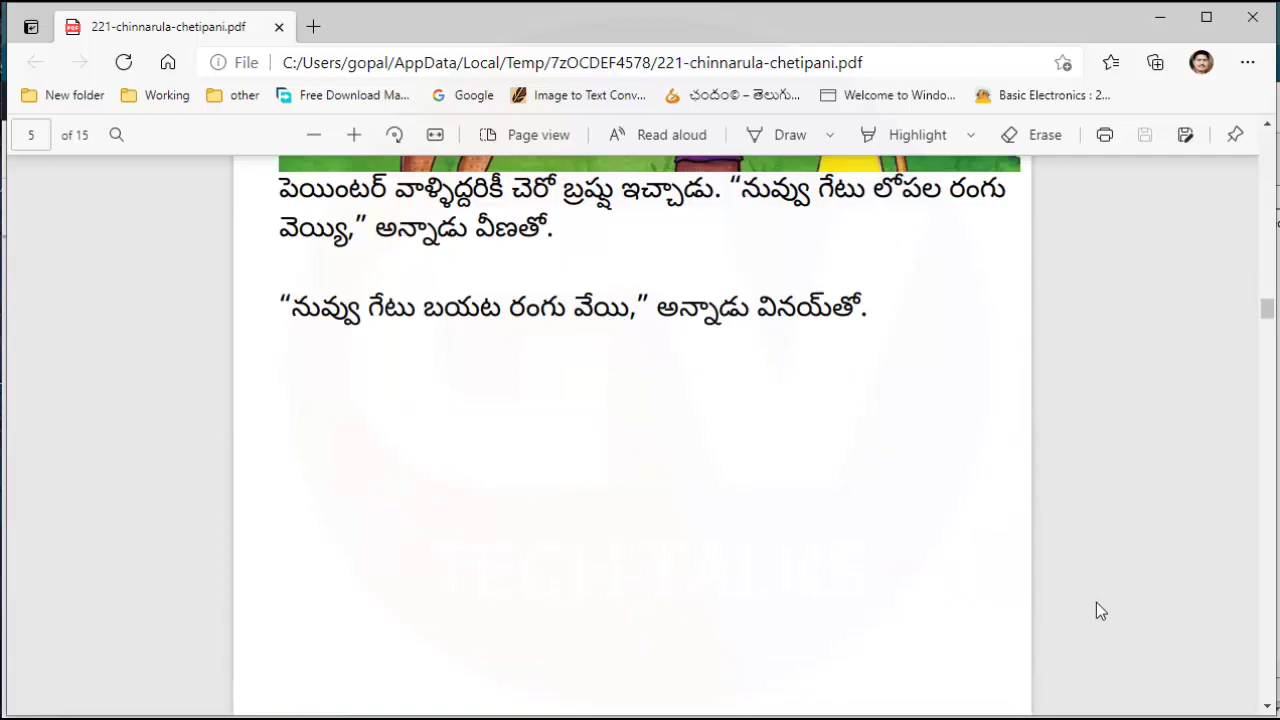 221-chinnarula-chetipani.pdf
File C:/Users/gopal/AppData/Local/Temp/7zOCDEF4578/221-chinnarula-chetipani.pdf
New folder Working other Free Download Ma... Google Image to Text Conv... ఛందం© – తెలుగు... Welcome to Windo... Basic Electronics : 2...
5 of 15 Page view Read aloud Draw Highlight Erase
పెయింటర్ వాళ్ళిద్దరికీ చెరో బ్రష్షు ఇచ్చాడు. “నువ్వు గేటు లోపల రంగు
వెయ్యి,” అన్నాడు వీణతో.
“నువ్వు గేటు బయట రంగు వేయి,” అన్నాడు వినయ్‌తో.
TECH-TALKS